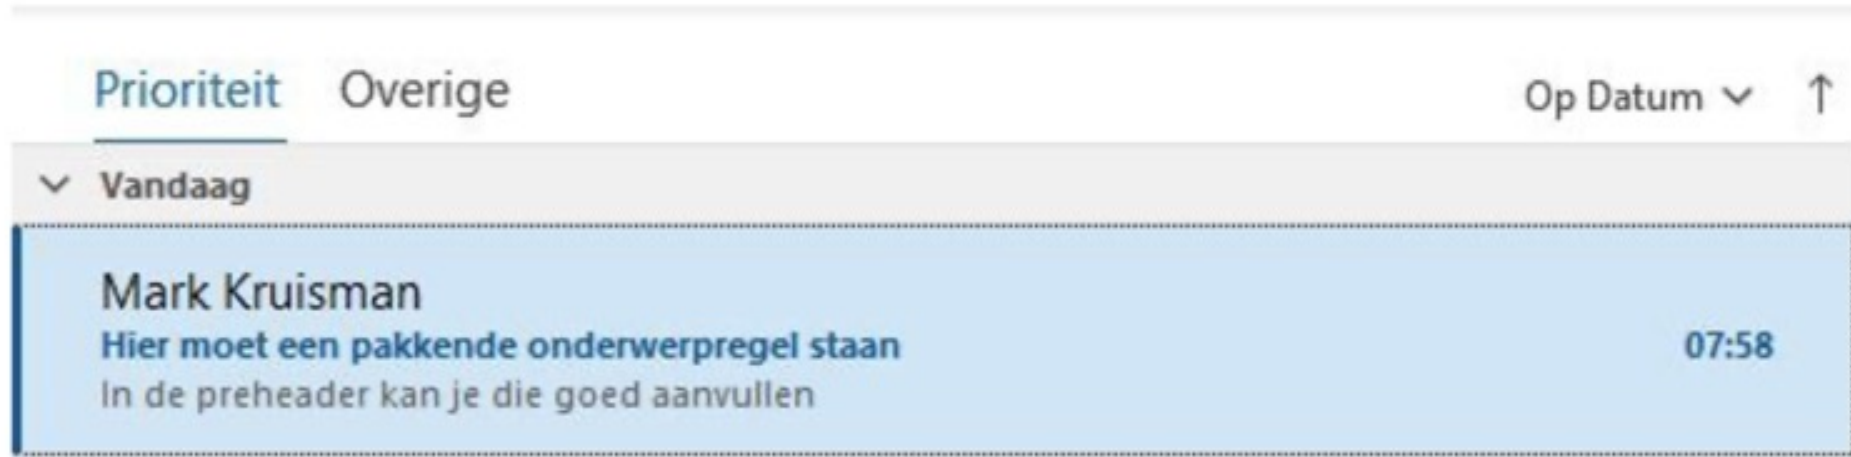 Prioriteit Overige Op Datum
Vandaag
Mark Kruisman
Hier moet een pakkende onderwerpregel staan 07:58
In de preheader kan je die goed aanvullen